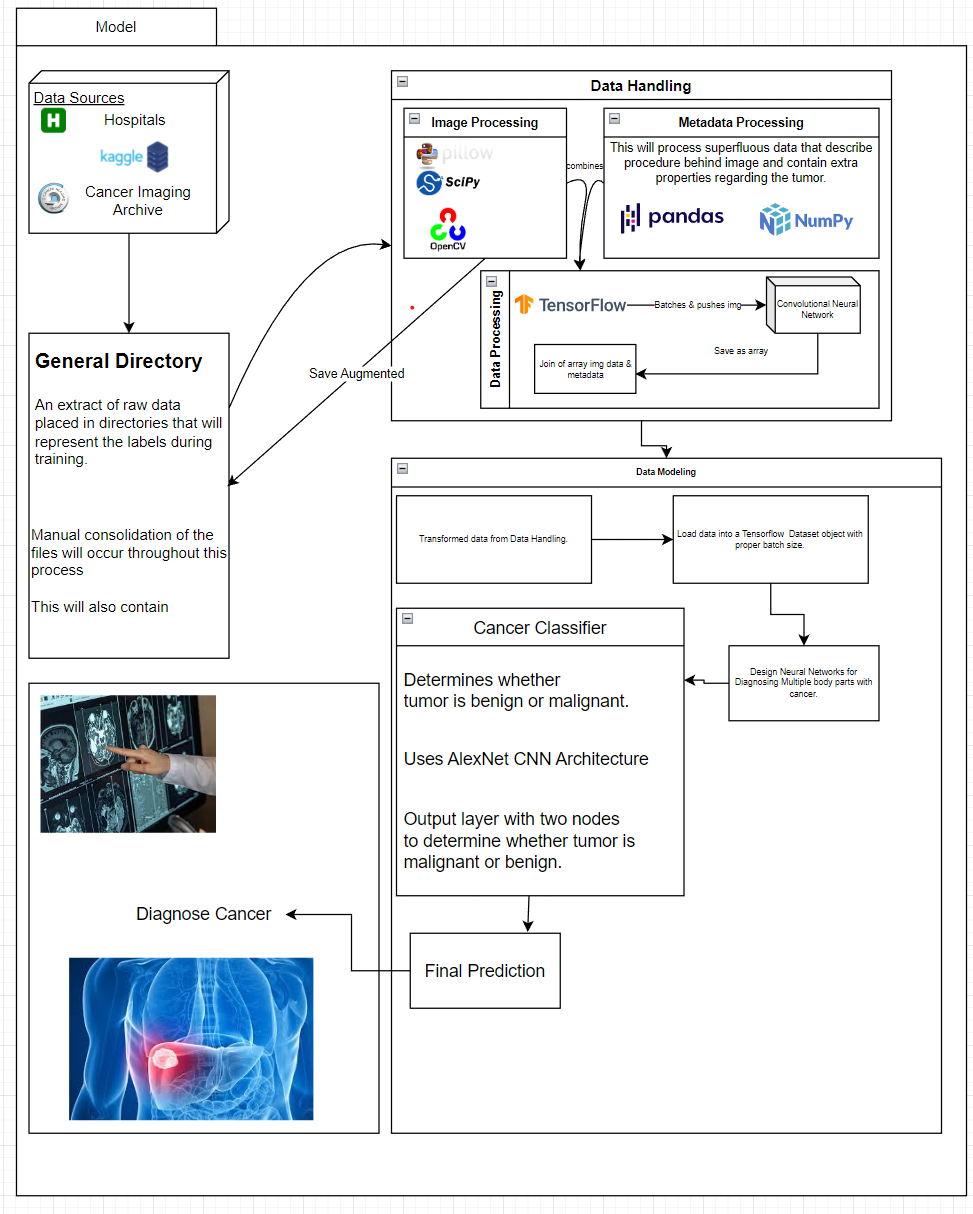 Model
Data Sources
H
Hospitals
kaggle
Cancer Imaging
Archive
General Directory
An extract of raw data
placed in directories that will
represent the labels during
training.
Manual consolidation of the
files will occur throughout this
process
This will also contain
Save Augmented
Data Handling
Image Processing
pillow
SciPy
OpenCV
combines
Metadata Processing
This will process superfluous data that describe
procedure behind image and contain extra
properties regarding the tumor.
pandas
NumPy
Data Processing
TensorFlow
Batches & pushes img
Convolutional Neural
Network
Save as array
Join of array img data &
metadata
Data Modeling
Transformed data from Data Handling.
Load data into a Tensorflow Dataset object with
proper batch size.
Design Neural Networks for
Diagnosing Multiple body parts with
cancer.
Cancer Classifier
Determines whether
tumor is benign or malignant.
Uses AlexNet CNN Architecture
Output layer with two nodes
to determine whether tumor is
malignant or benign.
Final Prediction
Diagnose Cancer